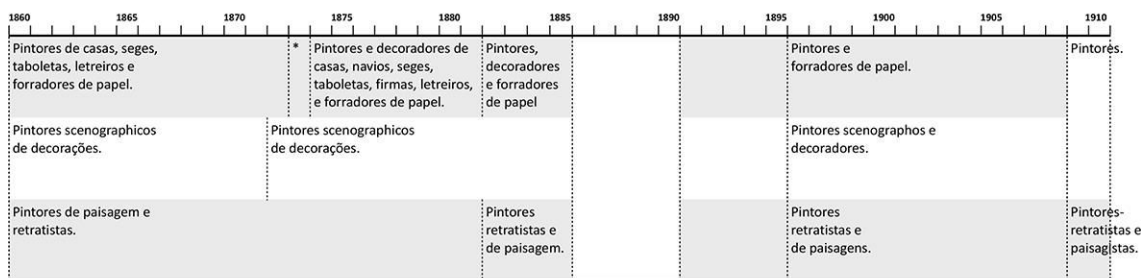 1860 1865 1870 1875 1880 1885 1890 1895 1900 1905 1910
Pintores de casas, seges,
taboletas, letreiros e
forradores de papel.
*
Pintores e decoradores de
casas, navios, seges,
taboletas, firmas, letreiros,
e forradores de papel.
Pintores,
decoradores
e forradores
de papel
Pintores e
forradores de papel.
Pintores.
Pintores scenographicos
de decorações.
Pintores scenographicos
de decorações.
Pintores scenographos e
decoradores.
Pintores de paisagem e
retratistas.
Pintores
retratistas e
de paisagem.
Pintores
retratistas e
de paisagens.
Pintores-
retratistas e
paisagistas.